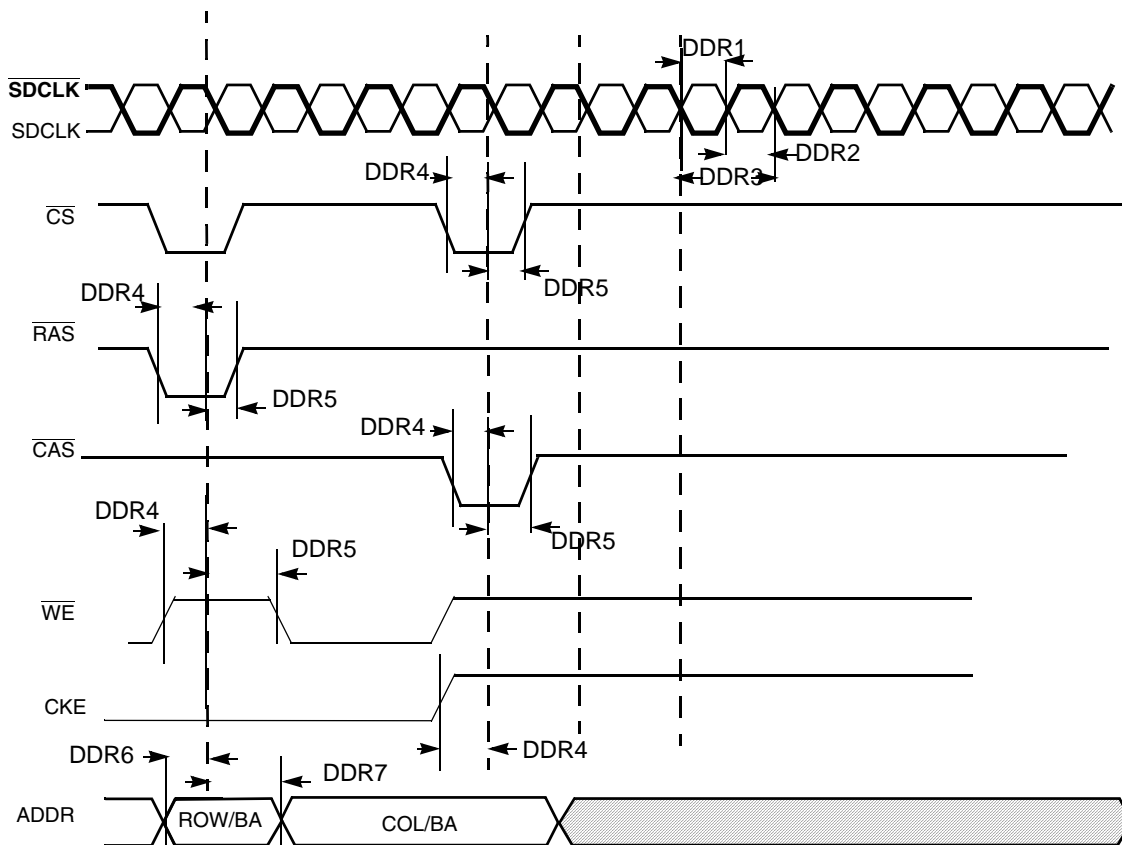 DDR1
SDCLK
SDCLK
DDR2
DDR4
DDR3
CS
DDR4
DDR5
RAS
DDR5
DDR4
CAS
DDR4
DDR5
DDR5
WE
CKE
DDR6
DDR4
DDR7
ADDR
ROW/BA
COL/BA